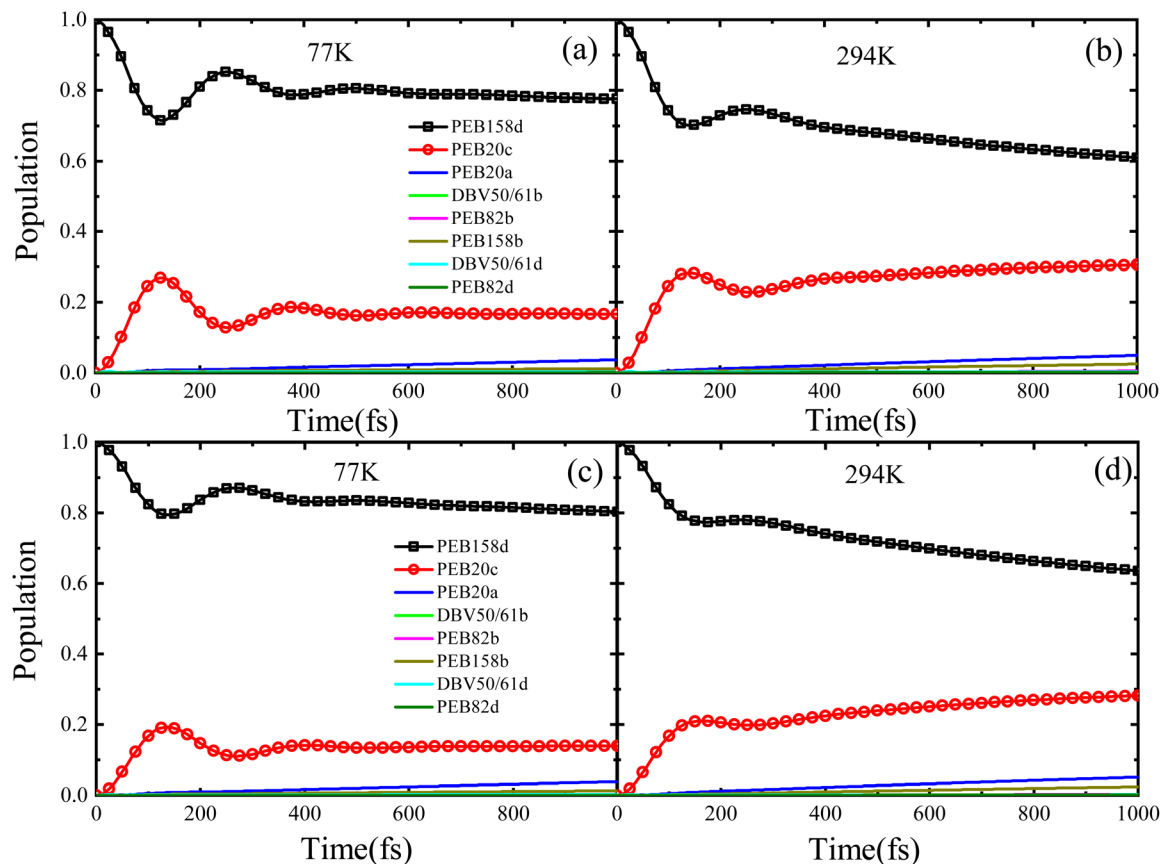 1.0
0.8
0.6
0.4
0.2
0.0
Population
77K
(a)
PEB158d
PEB20c
PEB20a
DBV50/61b
PEB82b
PEB158b
DBV50/61d
PEB82d
0 200 400 600 800
Time(fs)
294K
(b)
0 200 400 600 800 1000
Time(fs)
1.0
0.8
0.6
0.4
0.2
0.0
Population
77K
(c)
PEB158d
PEB20c
PEB20a
DBV50/61b
PEB82b
PEB158b
DBV50/61d
PEB82d
0 200 400 600 800
Time(fs)
294K
(d)
0 200 400 600 800 1000
Time(fs)